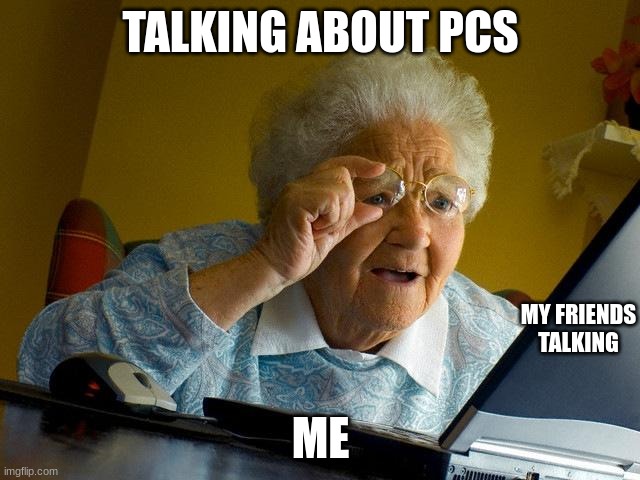 TALKING ABOUT PCS
MY FRIENDS
TALKING
ME
imgflip.com